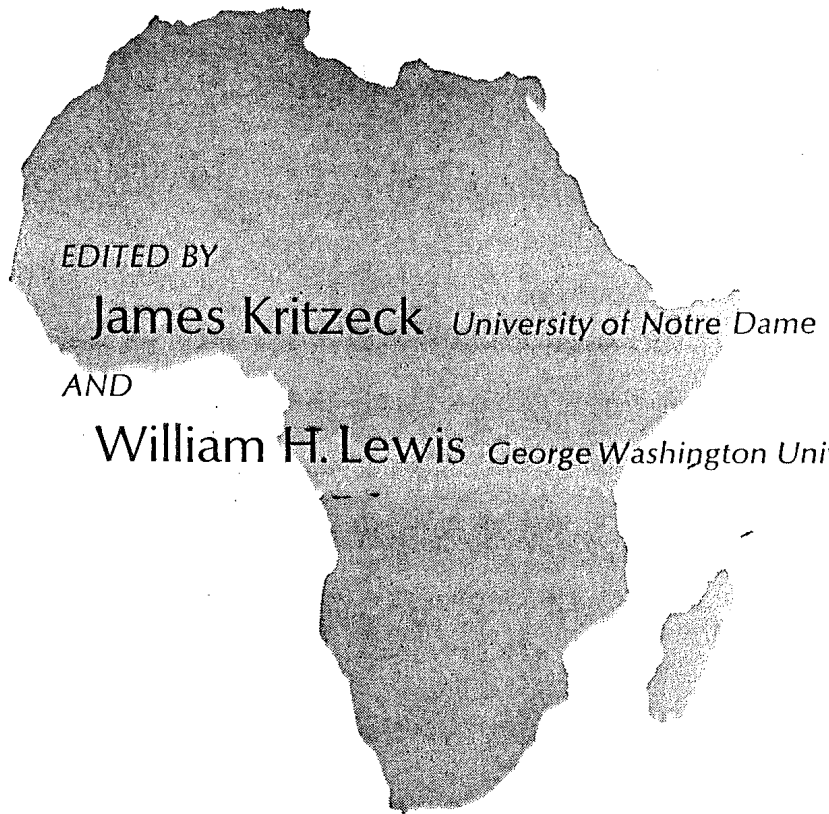 EDITED BY
James Kritzeck University of Notre Dame
AND
William H. Lewis George Washington Uni